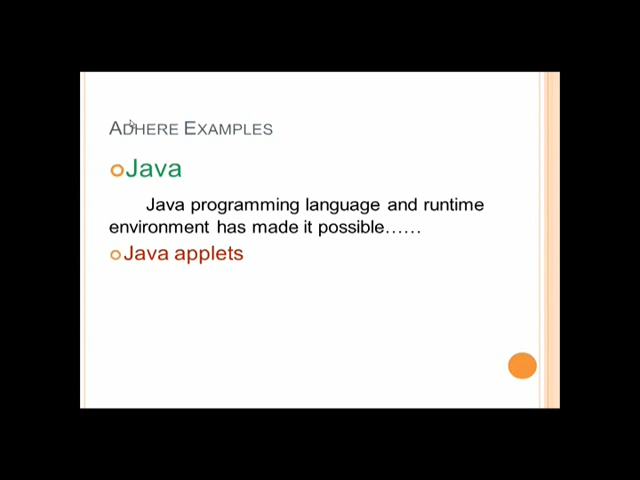 ADHERE EXAMPLES
Java
Java programming language and runtime
environment has made it possible……
Java applets